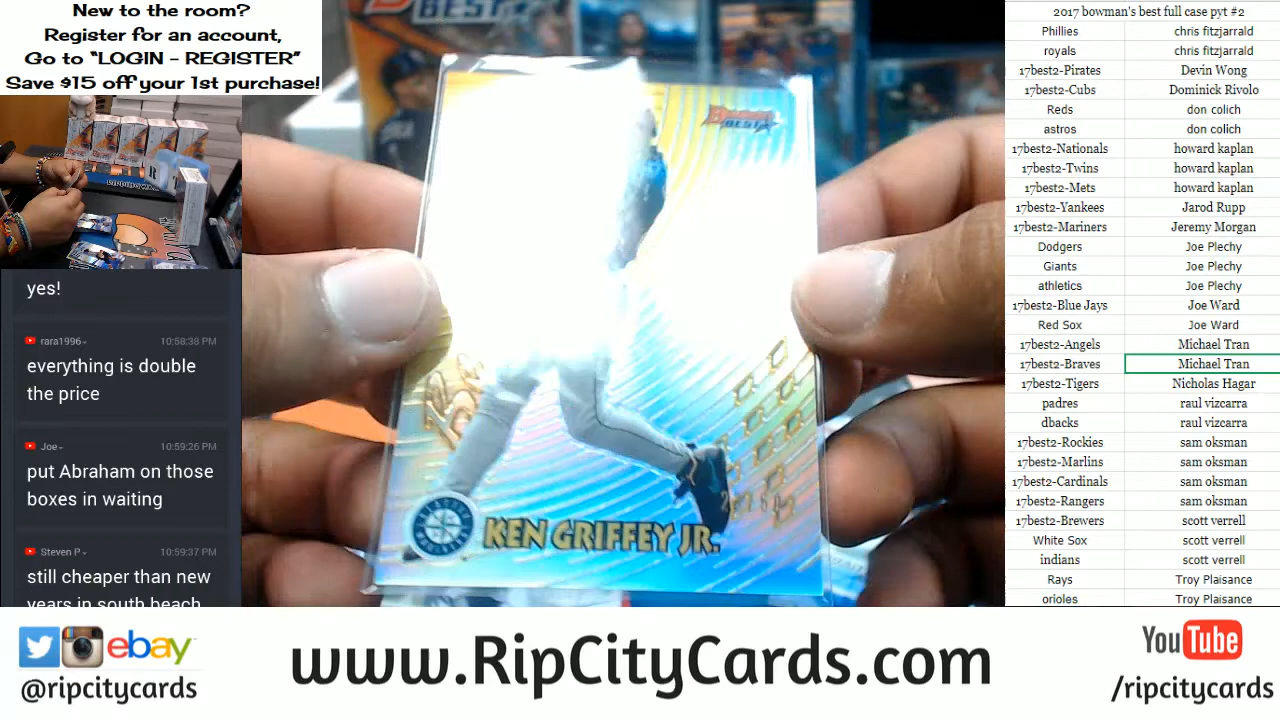 New to the room?
Register for an account,
Go to “LOGIN - REGISTER”
Save $15 off your 1st purchase!
yes!
rara1996 10:58:38 PM
everything is double
the price
Joe 10:59:26 PM
put Abraham on those
boxes in waiting
Steven P 10:59:37 PM
still cheaper than new
years in south beach
BEST
BEST
KEN GRIFFEY JR.
2017 bowman's best full case pyt #2
Phillies chris fitzjarrald
royals chris fitzjarrald
17best2-Pirates Devin Wong
17best2-Cubs Dominick Rivolo
Reds don colich
astros don colich
17best2-Nationals howard kaplan
17best2-Twins howard kaplan
17best2-Mets howard kaplan
17best2-Yankees Jarod Rupp
17best2-Mariners Jeremy Morgan
Dodgers Joe Plechy
Giants Joe Plechy
athletics Joe Plechy
17best2-Blue Jays Joe Ward
Red Sox Joe Ward
17best2-Angels Michael Tran
17best2-Braves Michael Tran
17best2-Tigers Nicholas Hagar
padres raul vizcarra
dbacks raul vizcarra
17best2-Rockies sam oksman
17best2-Marlins sam oksman
17best2-Cardinals sam oksman
17best2-Rangers sam oksman
17best2-Brewers scott verrell
White Sox scott verrell
indians scott verrell
Rays Troy Plaisance
orioles Troy Plaisance
ebay
@ripcitycards
www.RipCityCards.com
YouTube
/ripcitycards